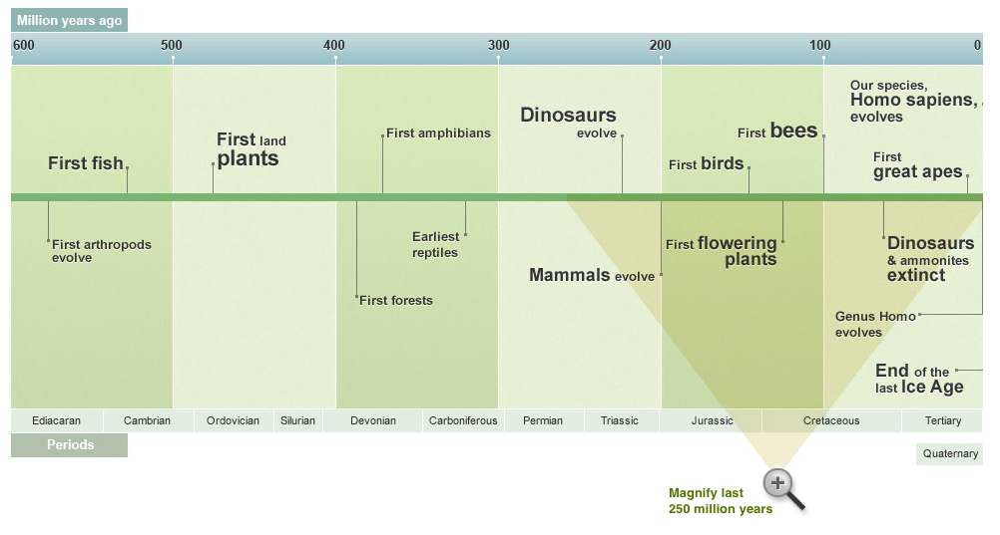 Million years ago
600 500 400 300 200 100 0
Our species,
Homo sapiens,
evolves
Dinosaurs
evolve
First amphibians
First bees
First land
plants
First fish
First birds
First
great apes
First arthropods
evolve
Earliest
reptiles
First flowering
plants
Dinosaurs
& ammonites
extinct
Mammals evolve
First forests
Genus Homo
evolves
End of the
last Ice Age
Ediacaran Cambrian Ordovician Silurian Devonian Carboniferous Permian Triassic Jurassic Cretaceous Tertiary
Periods
Quaternary
Magnify last
250 million years